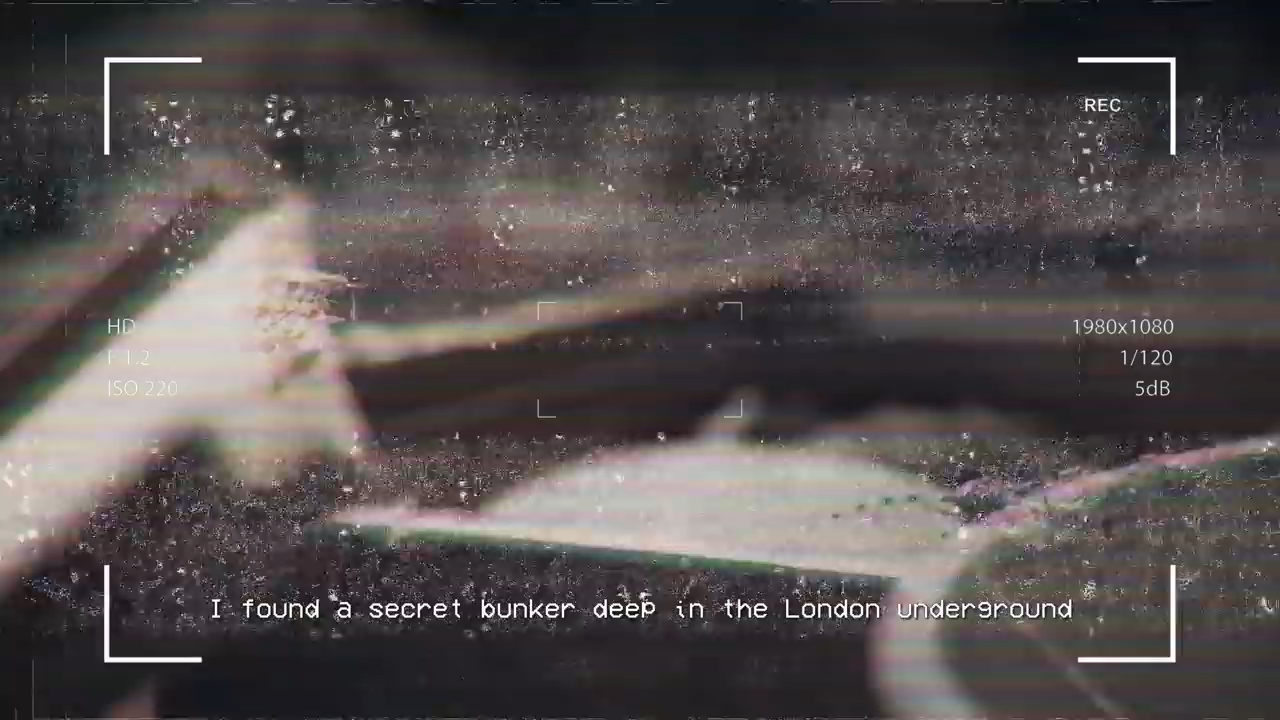 REC
HD
1980x1080
F 1.2
1/120
ISO 220
5dB
I found a secret bunker deep in the London underground